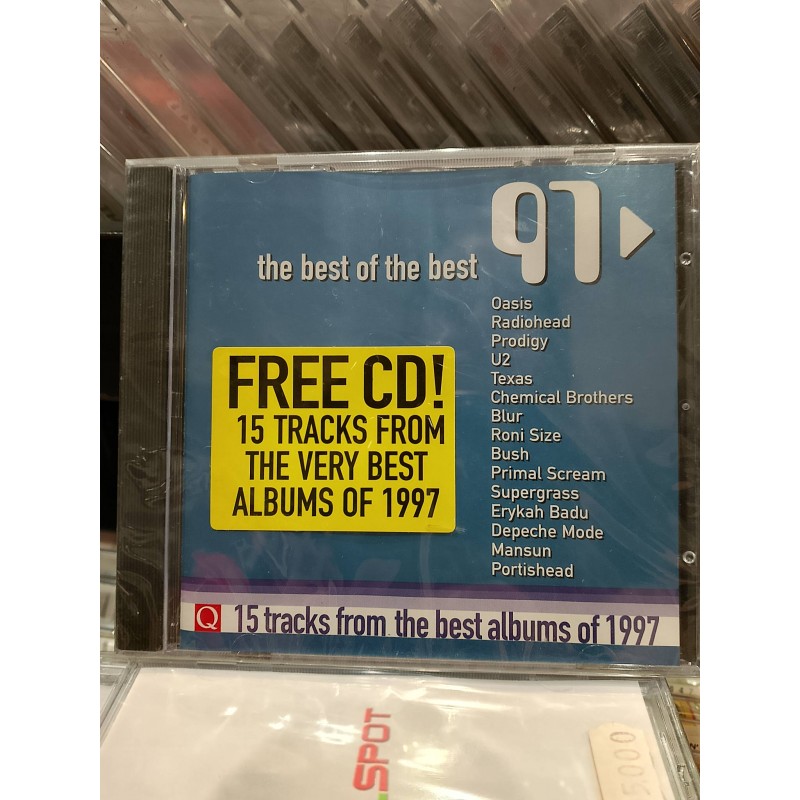 97
the best of the best
Oasis
Radiohead
Prodigy
U2
Texas
Chemical Brothers
Blur
Roni Size
Bush
Primal Scream
Supergrass
Erykah Badu
Depeche Mode
Mansun
Portishead
FREE CD!
15 TRACKS FROM
THE VERY BEST
ALBUMS OF 1997
Q 15 tracks from the best albums of 1997
SPOT
5000